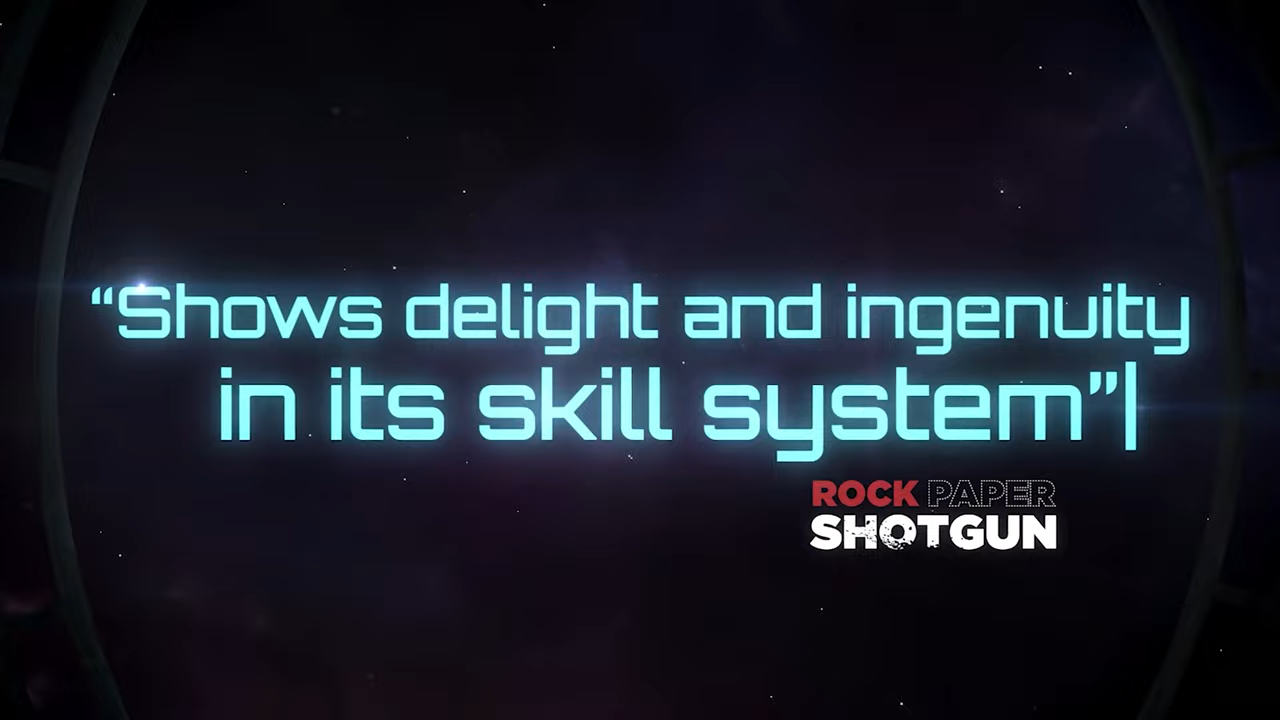 “Shows delight and ingenuity
in its skill system”|
ROCK PAPER
SHOTGUN